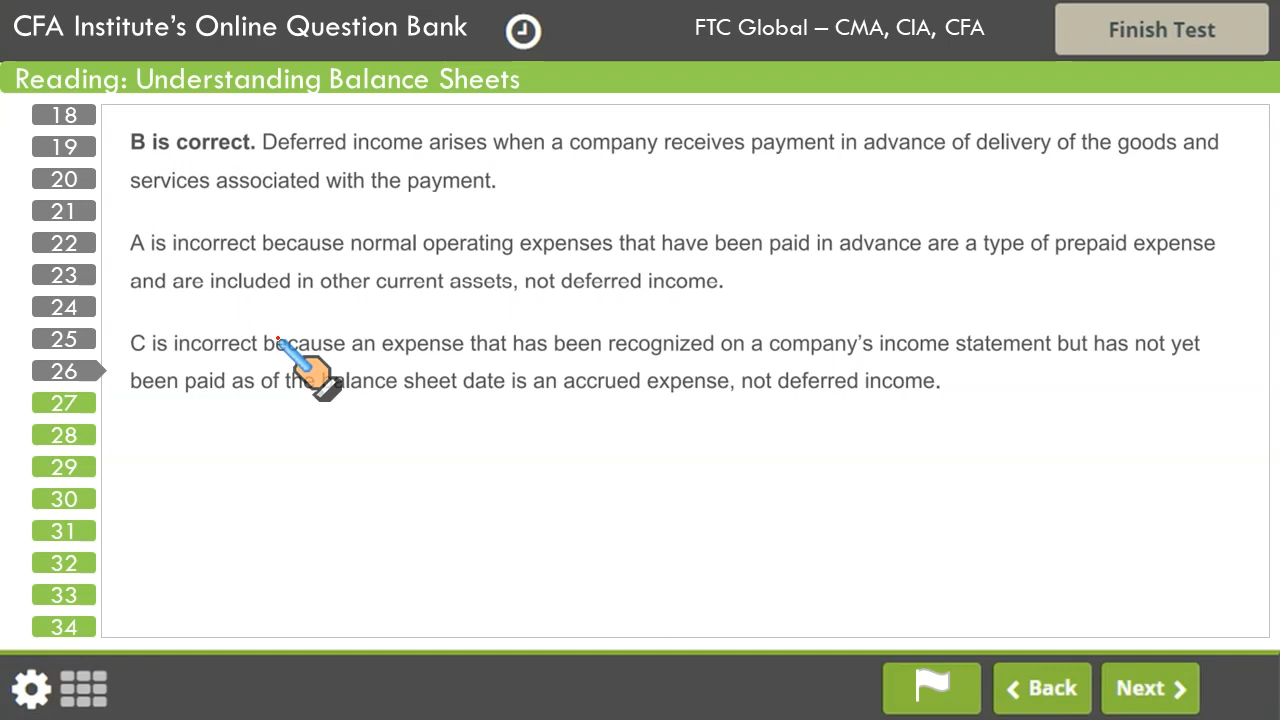 CFA Institute's Online Question Bank
FTC Global – CMA, CIA, CFA
Finish Test
Reading: Understanding Balance Sheets
18
19
20
21
22
23
24
25
26
27
28
29
30
31
32
33
34
B is correct. Deferred income arises when a company receives payment in advance of delivery of the goods and
services associated with the payment.
A is incorrect because normal operating expenses that have been paid in advance are a type of prepaid expense
and are included in other current assets, not deferred income.
C is incorrect because an expense that has been recognized on a company's income statement but has not yet
been paid as of the balance sheet date is an accrued expense, not deferred income.
Back
Next